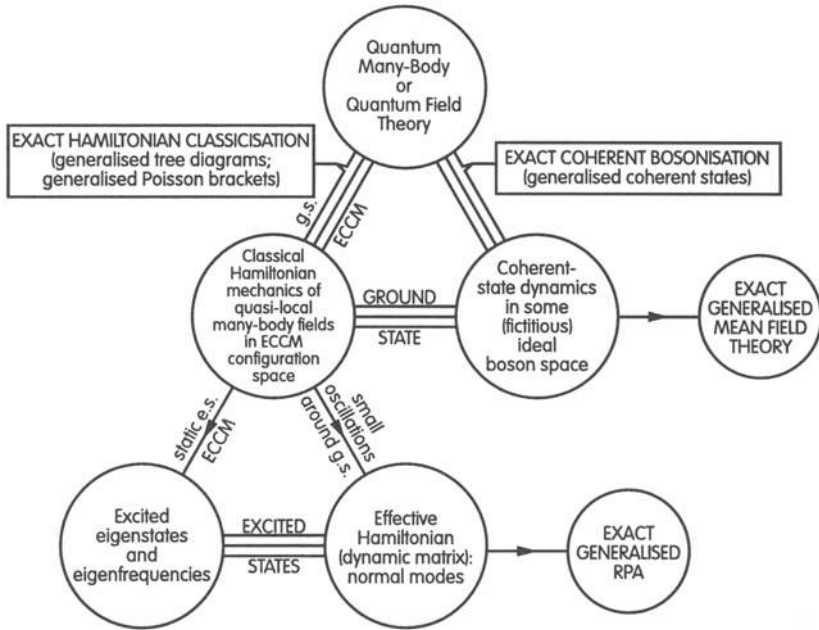 Quantum
Many-Body
or
Quantum Field
Theory
EXACT HAMILTONIAN CLASSICISATION
(generalised tree diagrams;
generalised Poisson brackets)
EXACT COHERENT BOSONISATION
(generalised coherent states)
g.s.
ECCM
Classical
Hamiltonian
mechanics of
quasi-local
many-body fields
in ECCM
configuration
space
GROUND
STATE
Coherent-
state dynamics
in some
(fictitious)
ideal
boson space
EXACT
GENERALISED
MEAN FIELD
THEORY
static e.s.
ECCM
small
oscillations
around g.s.
Excited
eigenstates
and
eigenfrequencies
EXCITED
STATES
Effective
Hamiltonian
(dynamic matrix):
normal modes
EXACT
GENERALISED
RPA